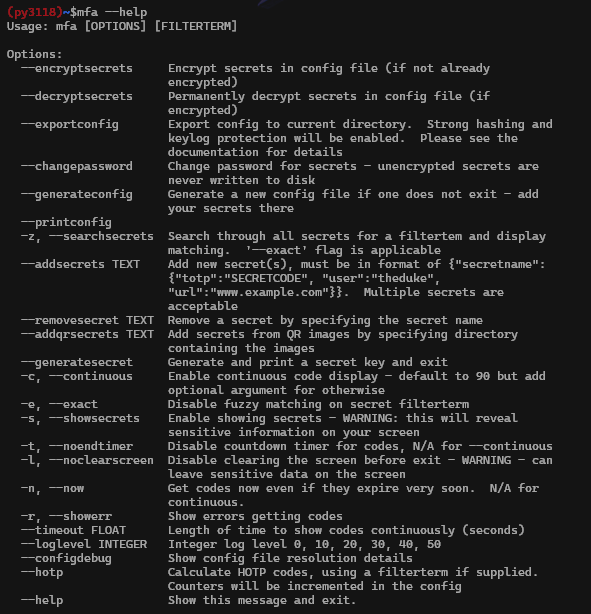 (py3118)~$mfa --help
Usage: mfa [OPTIONS] [FILTERTERM]

Options:
  --encryptsecrets     Encrypt secrets in config file (if not already
                       encrypted)
  --decryptsecrets     Permanently decrypt secrets in config file (if
                       encrypted)
  --exportconfig       Export config to current directory.  Strong hashing and
                       keylog protection will be enabled.  Please see the
                       documentation for details
  --changepassword     Change password for secrets - unencrypted secrets are
                       never written to disk
  --generateconfig     Generate a new config file if one does not exit - add
                       your secrets there
  --printconfig
  -z, --searchsecrets  Search through all secrets for a filtertem and display
                       matching.  '--exact' flag is applicable
  --addsecrets TEXT    Add new secret(s), must be in format of {"secretname":
                       {"totp":"SECRETCODE", "user":"theduke",
                       "url":"www.example.com"}}.  Multiple secrets are
                       acceptable
  --removesecret TEXT  Remove a secret by specifying the secret name
  --addqrsecrets TEXT  Add secrets from QR images by specifying directory
                       containing the images
  --generatesecret     Generate and print a secret key and exit
  -c, --continuous     Enable continuous code display - default to 90 but add
                       optional argument for otherwise
  -e, --exact          Disable fuzzy matching on secret filterterm
  -s, --showsecrets    Enable showing secrets - WARNING: this will reveal
                       sensitive information on your screen
  -t, --noendtimer     Disable countdown timer for codes, N/A for --continuous
  -l, --noclearscreen  Disable clearing the screen before exit - WARNING - can
                       leave sensitive data on the screen
  -n, --now            Get codes now even if they expire very soon.  N/A for
                       continuous.
  -r, --showerr        Show errors getting codes
  --timeout FLOAT      Length of time to show codes continuously (seconds)
  --loglevel INTEGER   Integer log level 0, 10, 20, 30, 40, 50
  --configdebug        Show config file resolution details
  --hotp               Calculate HOTP codes, using a filterterm if supplied.
                       Counters will be incremented in the config
  --help               Show this message and exit.